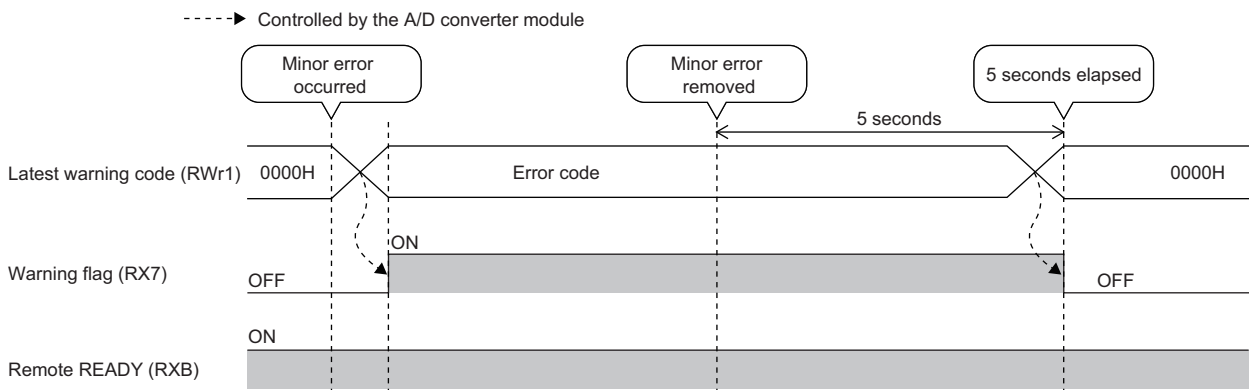 Controlled by the A/D converter module
Minor error
occurred
Minor error
removed
5 seconds elapsed
5 seconds
Latest warning code (RWr1)
0000H
Error code
0000H
ON
Warning flag (RX7)
OFF
OFF
ON
Remote READY (RXB)